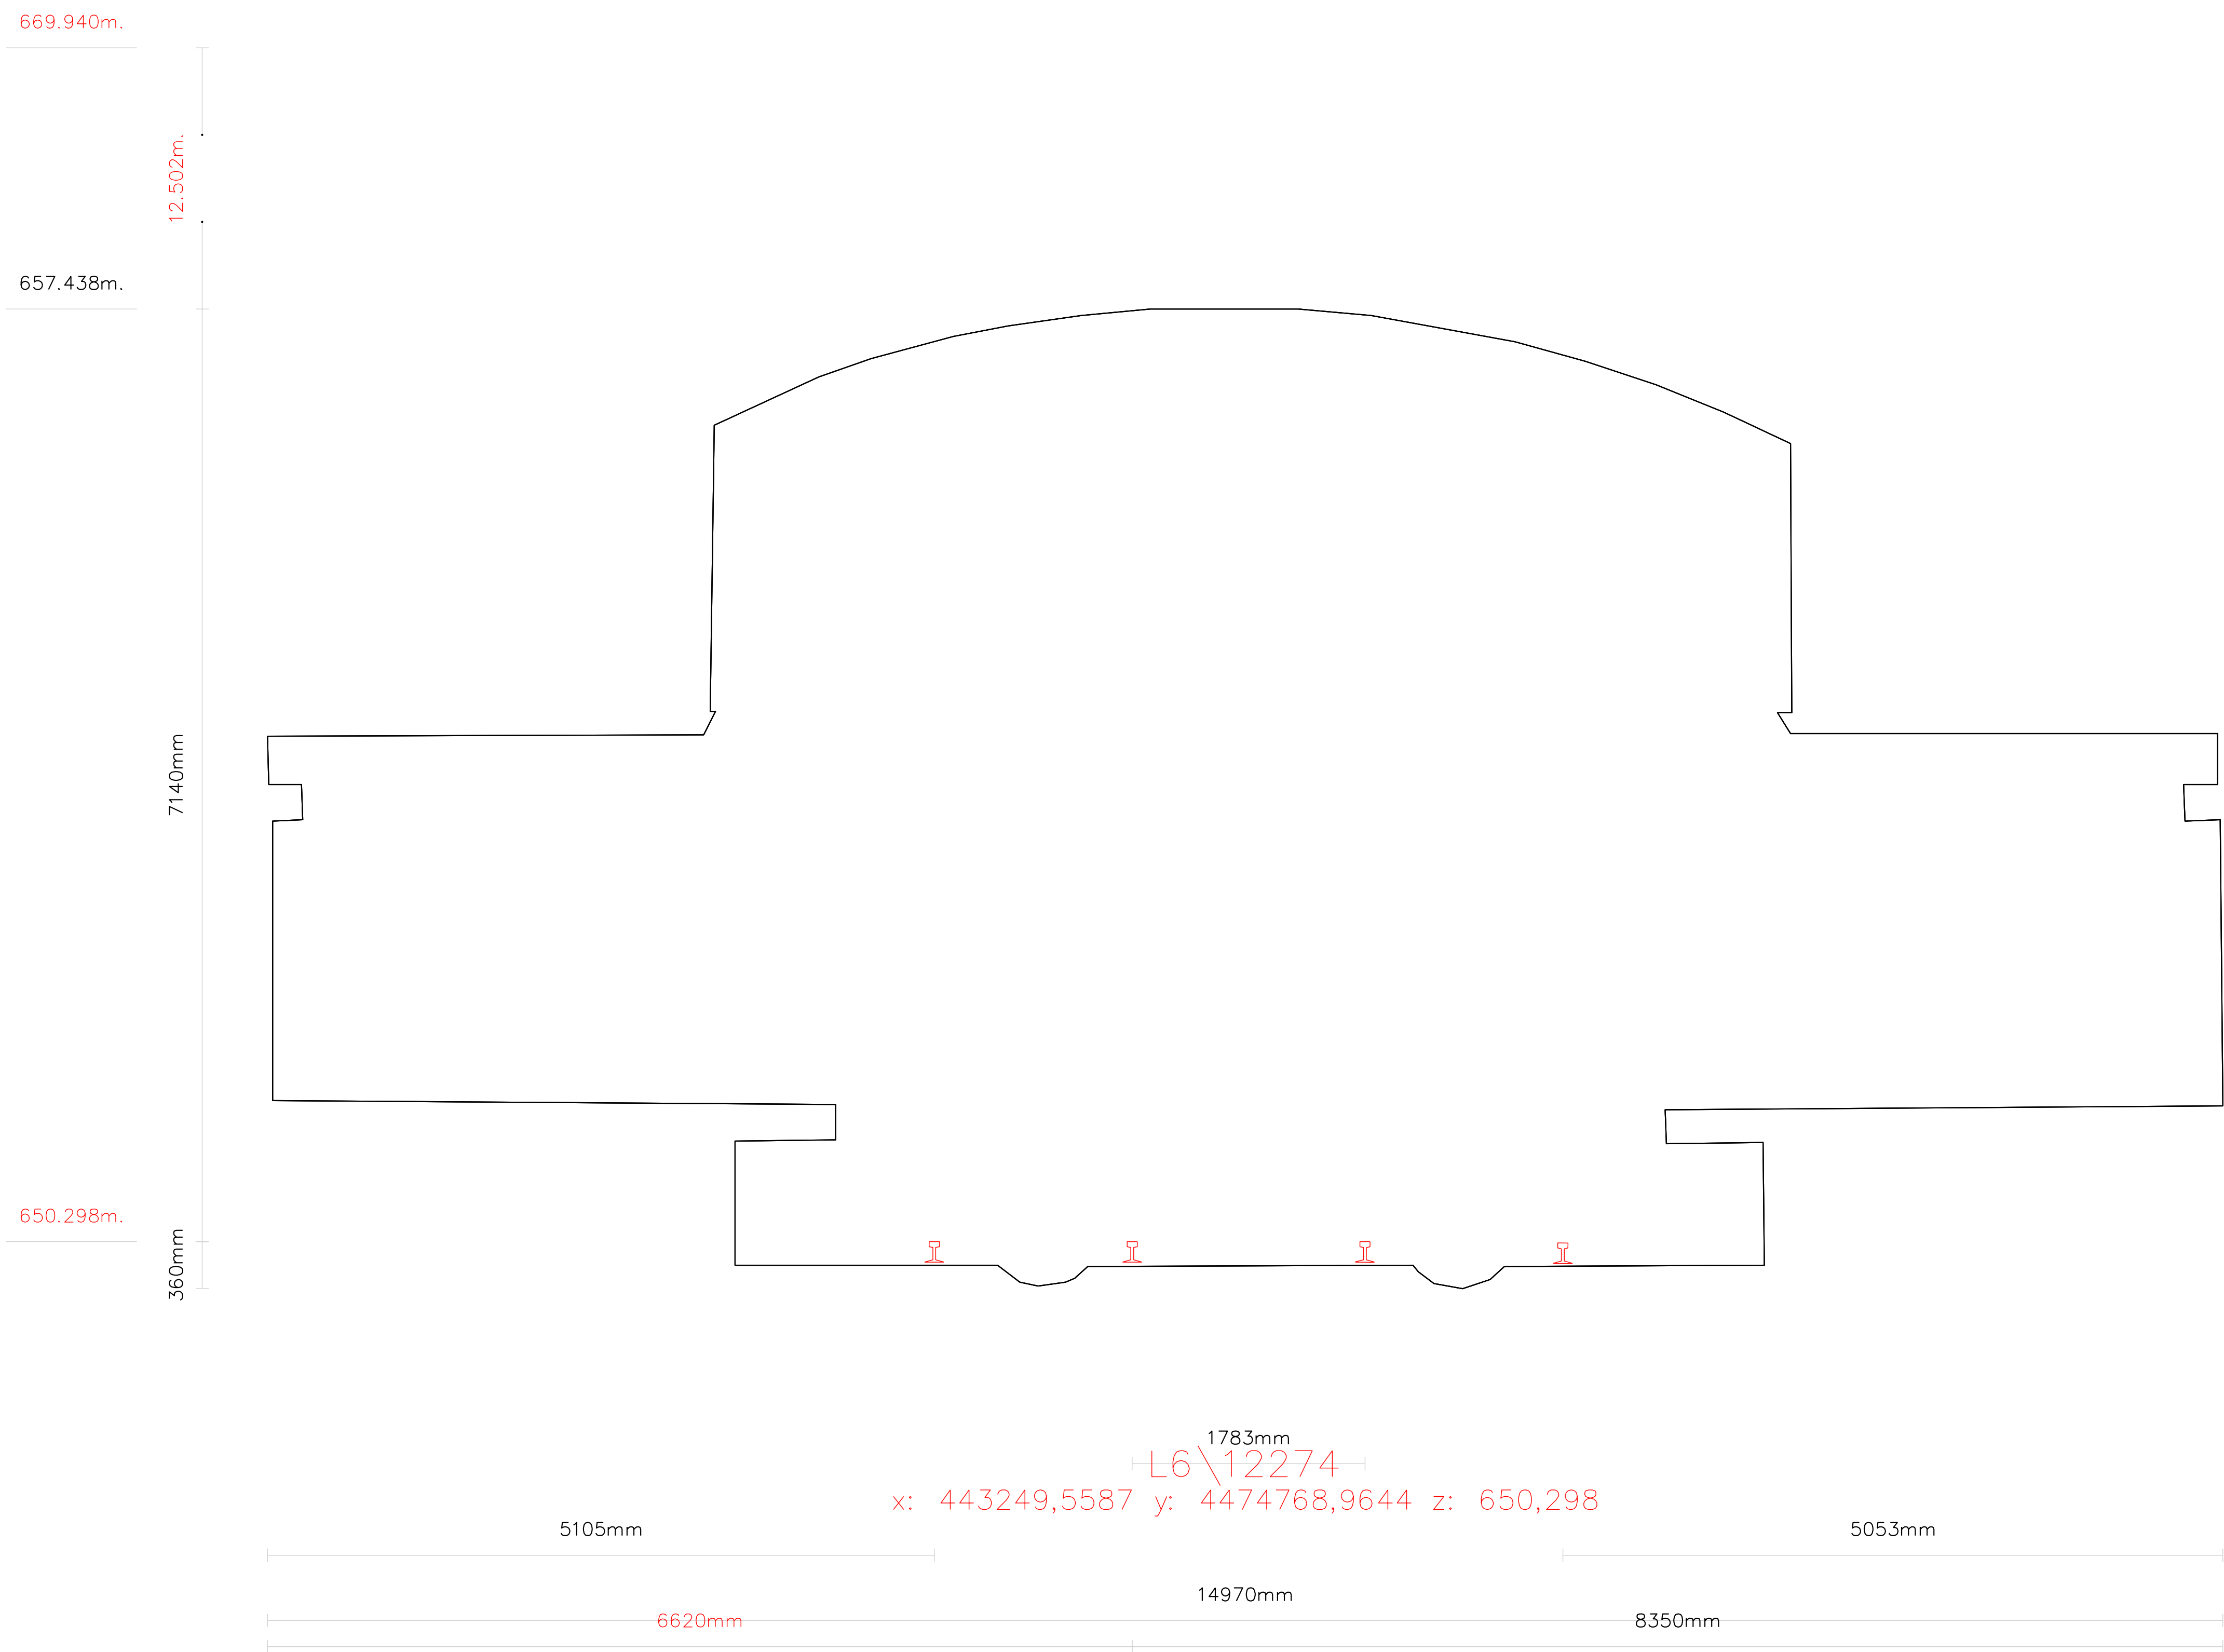 669.940m.
12.502m.
657.438m.
7140mm
650.298m.
360mm
1783mm
L6\12274
x: 443249,5587 y: 4474768,9644 z: 650,298
5105mm
5053mm
14970mm
6620mm
8350mm